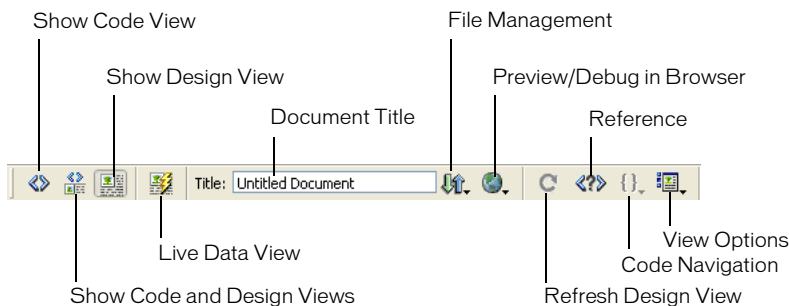 Show Code View
File Management
Show Design View
Preview/Debug in Browser
Document Title
Reference
Title: Untitled Document
Live Data View
View Options
Code Navigation
Show Code and Design Views
Refresh Design View